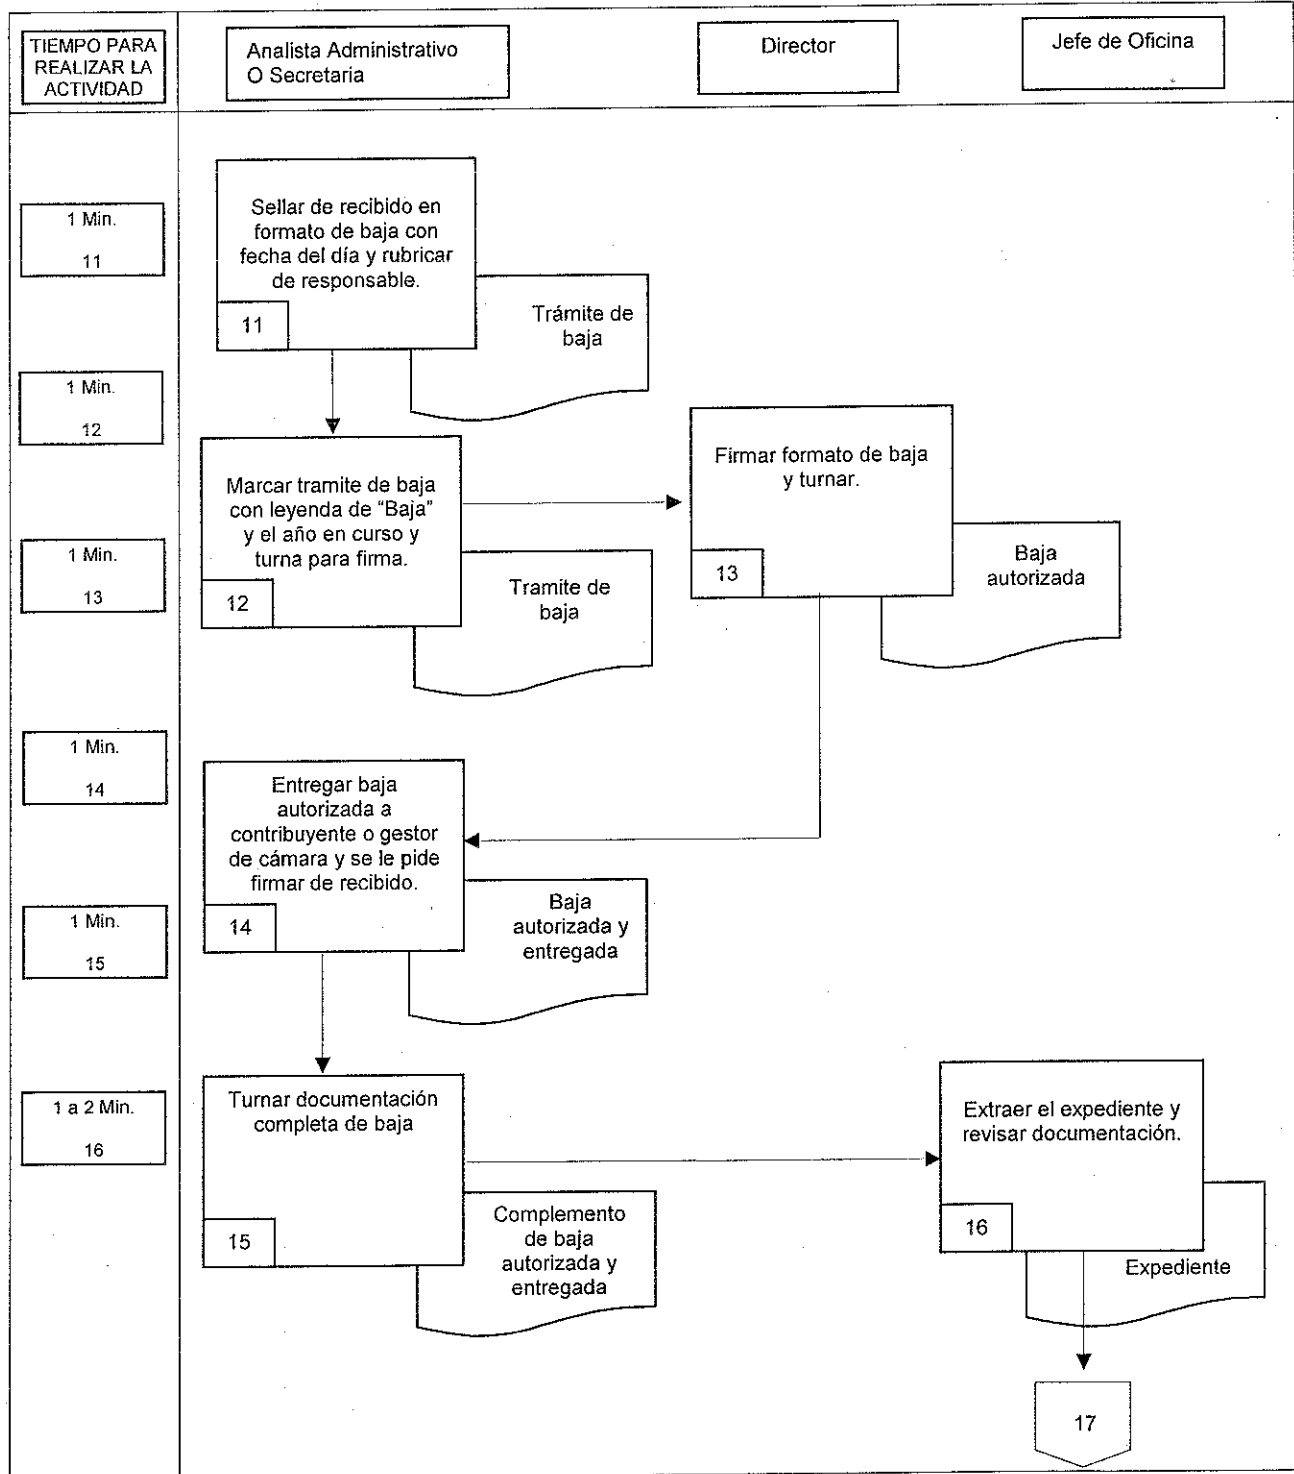 TIEMPO PARA
REALIZAR LA
ACTIVIDAD
Analista Administrativo
O Secretaria
Director
Jefe de Oficina
1 Min.
11
Sellar de recibido en
formato de baja con
fecha del día y rubricar
de responsable.
11
Trámite de
baja
1 Min.
12
Marcar tramite de baja
con leyenda de "Baja"
y el año en curso y
turna para firma.
12
Tramite de
baja
Firmar formato de baja
y turnar.
13
Baja
autorizada
1 Min.
13
1 Min.
14
Entregar baja
autorizada a
contribuyente o gestor
de cámara y se le pide
firmar de recibido.
14
Baja
autorizada y
entregada
1 Min.
15
Turnar documentación
completa de baja
15
Complemento
de baja
autorizada y
entregada
1 a 2 Min.
16
Extraer el expediente y
revisar documentación.
16
Expediente
17